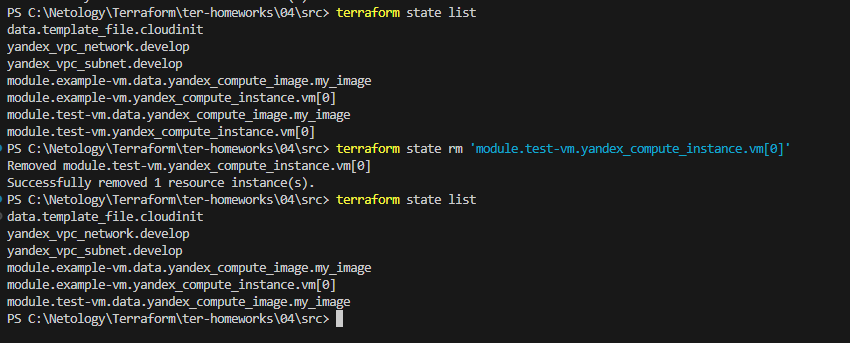 PS C:\Netology\Terraform\ter-homeworks\04\src> terraform state list
data.template_file.cloudinit
yandex_vpc_network.develop
yandex_vpc_subnet.develop
module.example-vm.data.yandex_compute_image.my_image
module.example-vm.yandex_compute_instance.vm[0]
module.test-vm.data.yandex_compute_image.my_image
module.test-vm.yandex_compute_instance.vm[0]
PS C:\Netology\Terraform\ter-homeworks\04\src> terraform state rm 'module.test-vm.yandex_compute_instance.vm[0]'
Removed module.test-vm.yandex_compute_instance.vm[0]
Successfully removed 1 resource instance(s).
PS C:\Netology\Terraform\ter-homeworks\04\src> terraform state list
data.template_file.cloudinit
yandex_vpc_network.develop
yandex_vpc_subnet.develop
module.example-vm.data.yandex_compute_image.my_image
module.example-vm.yandex_compute_instance.vm[0]
module.test-vm.data.yandex_compute_image.my_image
PS C:\Netology\Terraform\ter-homeworks\04\src>